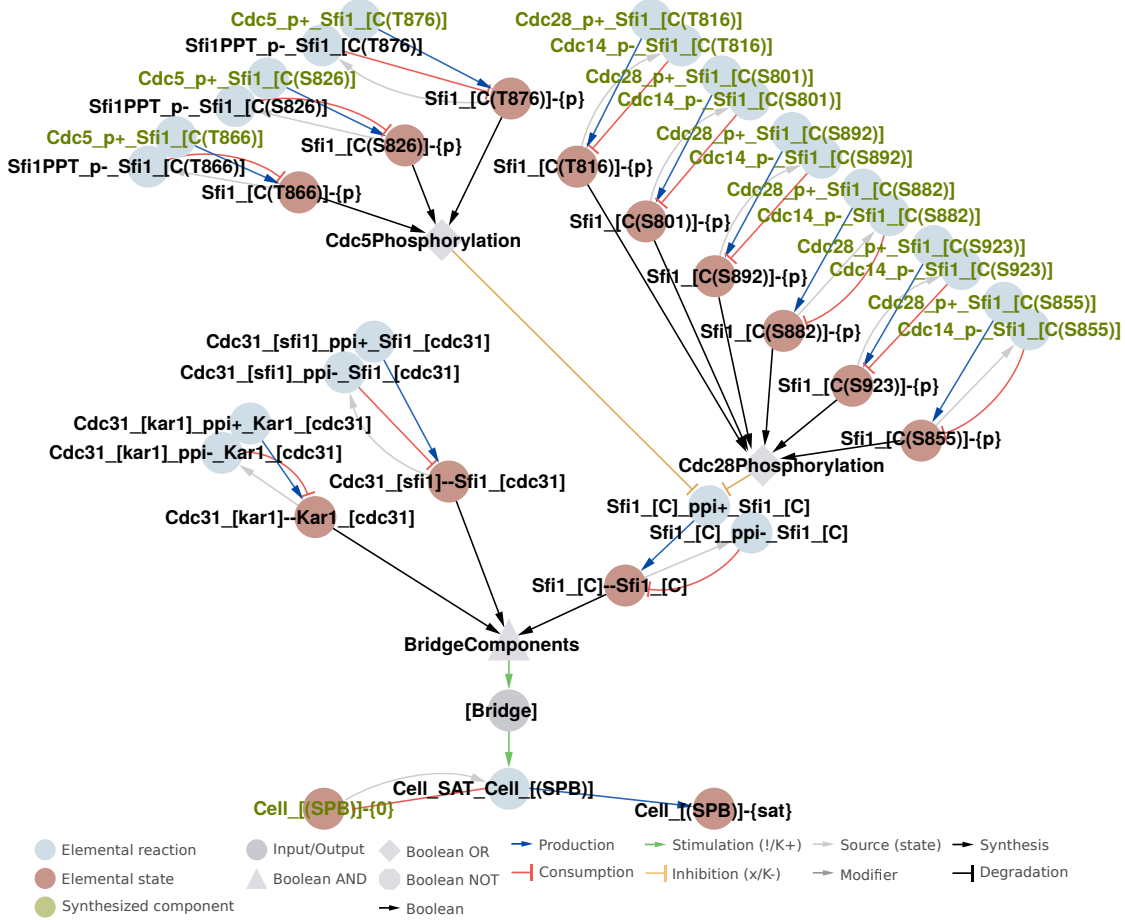 Cdc5_p+_Sfi1_[C(T876)]
Sfi1PPT_p-_Sfi1_[C(T876)]
Cdc5_p+_Sfi1_[C(S826)]
Sfi1PPT_p-_Sfi1_[C(S826)]
Cdc5_p+_Sfi1_[C(T866)]
Sfi1PPT_p-_Sfi1_[C(T866)]
Sfi1_[C(T876)]-{p}
Sfi1_[C(S826)]-{p}
Sfi1_[C(T866)]-{p}
Cdc5Phosphorylation
Cdc28_p+_Sfi1_[C(T816)]
Cdc14_p-_Sfi1_[C(T816)]
Cdc28_p+_Sfi1_[C(S801)]
Cdc14_p-_Sfi1_[C(S801)]
Cdc28_p+_Sfi1_[C(S892)]
Cdc14_p-_Sfi1_[C(S892)]
Cdc28_p+_Sfi1_[C(S882)]
Cdc14_p-_Sfi1_[C(S882)]
Cdc28_p+_Sfi1_[C(S923)]
Cdc14_p-_Sfi1_[C(S923)]
Cdc28_p+_Sfi1_[C(S855)]
Cdc14_p-_Sfi1_[C(S855)]
Sfi1_[C(T816)]-{p}
Sfi1_[C(S801)]-{p}
Sfi1_[C(S892)]-{p}
Sfi1_[C(S882)]-{p}
Sfi1_[C(S923)]-{p}
Sfi1_[C(S855)]-{p}
Cdc28Phosphorylation
Cdc31_[sfi1]_ppi+_Sfi1_[cdc31]
Cdc31_[sfi1]_ppi-_Sfi1_[cdc31]
Cdc31_[kar1]_ppi+_Kar1_[cdc31]
Cdc31_[kar1]_ppi-_Kar1_[cdc31]
Cdc31_[sfi1]--Sfi1_[cdc31]
Cdc31_[kar1]--Kar1_[cdc31]
Sfi1_[C]_ppi+_Sfi1_[C]
Sfi1_[C]_ppi-_Sfi1_[C]
Sfi1_[C]--Sfi1_[C]
BridgeComponents
[Bridge]
Cell_SAT_Cell_[(SPB)]
Cell_[(SPB)]-{0}
Cell_[(SPB)]-{sat}
Elemental reaction
Elemental state
Synthesized component
Input/Output
Boolean AND
Boolean OR
Boolean NOT
Boolean
Production
Consumption
Stimulation (!/K+)
Inhibition (x/K-)
Source (state)
Modifier
Synthesis
Degradation